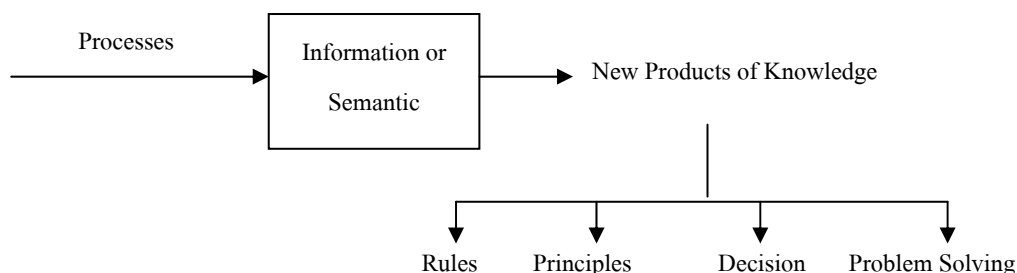 Processes
Information or
Semantic
New Products of Knowledge
Rules
Principles
Decision
Problem Solving